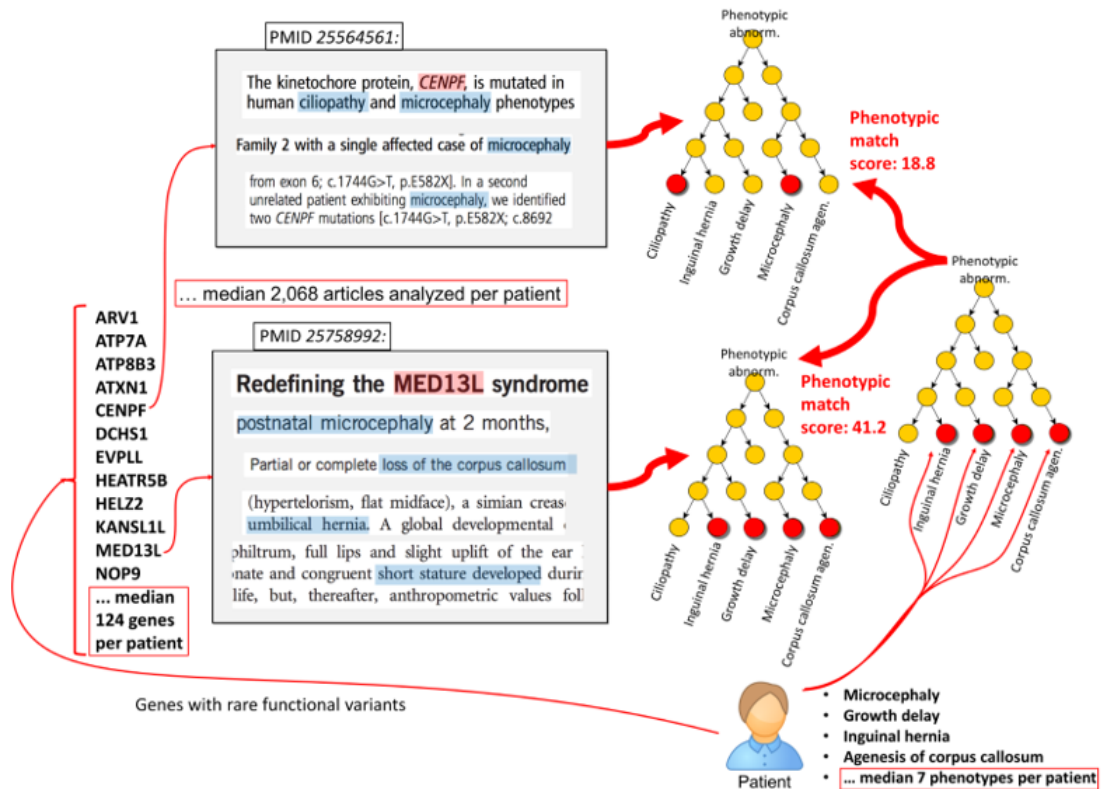 PMID 25564561:
The kinetochore protein, CENPF, is mutated in
human ciliopathy and microcephaly phenotypes
Family 2 with a single affected case of microcephaly
from exon 6; c.1744G>T, p.E582X]. In a second
unrelated patient exhibiting microcephaly, we identified
two CENPF mutations [c.1744G>T, p.E582X; c.8692
... median 2,068 articles analyzed per patient
PMID 25758992:
Redefining the MED13L syndrome
postnatal microcephaly at 2 months,
Partial or complete loss of the corpus callosum
(hypertelorism, flat midface), a simian creas
umbilical hernia. A global developmental
philtrum, full lips and slight uplift of the ear
nate and congruent short stature developed durin
life, but, thereafter, anthropometric values fol
ARV1
ATP7A
ATP8B3
ATXN1
CENPF
DCHS1
EVPLL
HEATR5B
HELZ2
KANSL1L
MED13L
NOP9
... median
124 genes
per patient
Genes with rare functional variants
Phenotypic
abnorm.
Ciliopathy
Inguinal hernia
Growth delay
Microcephaly
Corpus callosum agen.
Phenotypic
match
score: 18.8
Phenotypic
abnorm.
Ciliopathy
Inguinal hernia
Growth delay
Microcephaly
Corpus callosum agen.
Phenotypic
match
score: 41.2
Phenotypic
abnorm.
Ciliopathy
Inguinal hernia
Growth delay
Microcephaly
Corpus callosum agen.
Patient
• Microcephaly
• Growth delay
• Inguinal hernia
• Agenesis of corpus callosum
• ... median 7 phenotypes per patient